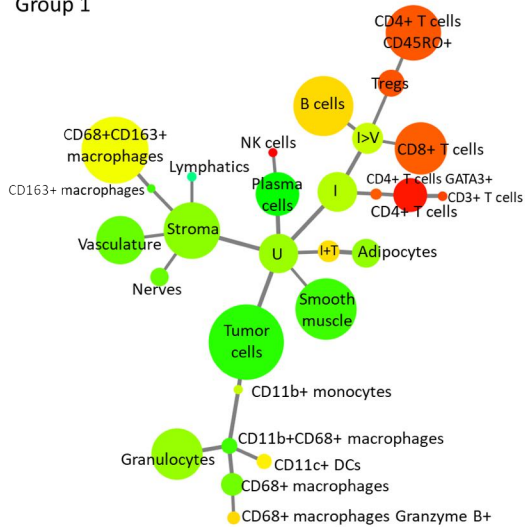 Group 1
CD4+ T cells
CD45RO+
Tregs
B cells
I>V
NK cells
CD8+ T cells
CD68+CD163+
macrophages
Lymphatics
Plasma
cells
I
CD4+ T cells GATA3+
CD3+ T cells
CD4+ T cells
CD163+ macrophages
Stroma
Vasculature
U
I+T
Adipocytes
Nerves
Smooth
muscle
Tumor
cells
CD11b+ monocytes
CD11b+CD68+ macrophages
Granulocytes
CD11c+ DCs
CD68+ macrophages
CD68+ macrophages Granzyme B+